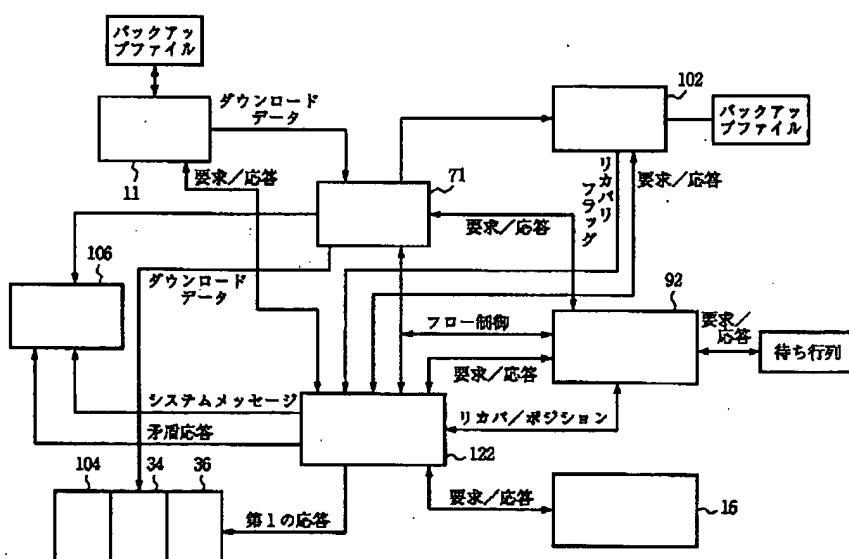 バックアッ
プファイル
ダウンロード
データ
11
要求／応答
102
バックアッ
プファイル
71
リカバリ
フラッグ
要求／応答
要求／応答
106
ダウンロード
データ
92
フロー制御
要求／
応答
待ち行列
要求／応答
システムメッセージ
リカバ／ポジション
矛盾応答
122
104
34
36
第1の応答
要求／応答
16